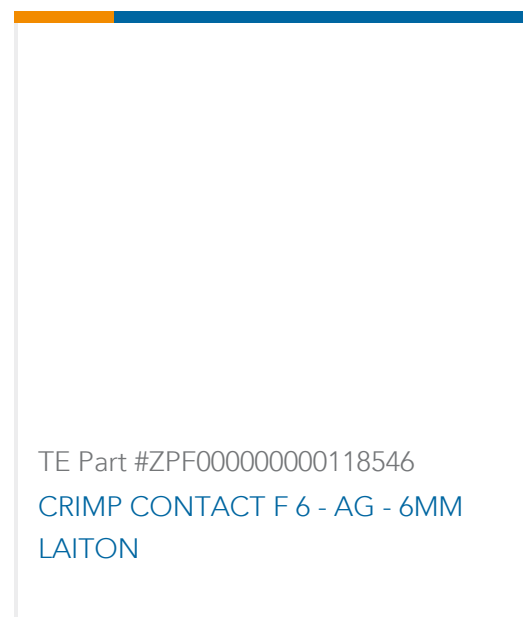 TE Part #ZPF000000000118546
CRIMP CONTACT F 6 - AG - 6MM
LAITON